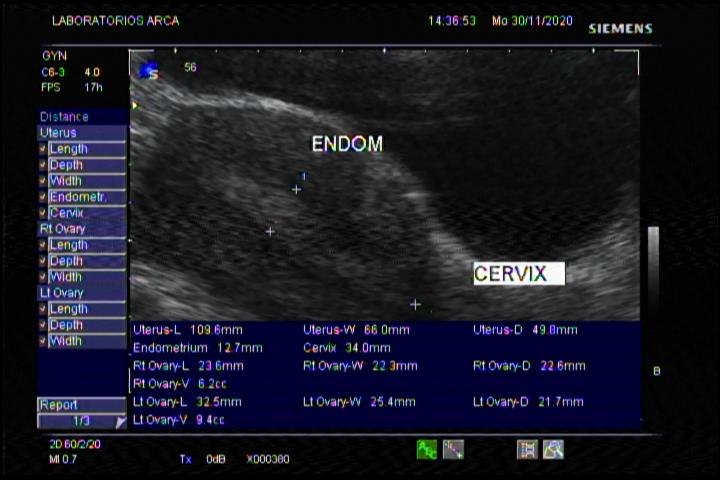 LABORATORIOS ARCA
14:36:53 Mo 30/11/2020
SIEMENS
GYN
C6-3 4.0
FPS 17h
S
56
Distance
Uterus
Length
Depth
Width
Endometr.
Cervix
Rt Ovary
Length
Depth
Width
Lt Ovary
Length
Depth
Width
ENDOM
1
CERVIX
Uterus-L 109.6mm Uterus-W 66.0mm Uterus-D 49.8mm
Endometrium 12.7mm Cervix 34.0mm
Rt Ovary-L 23.6mm Rt Ovary-W 22.3mm Rt Ovary-D 22.6mm
Rt Ovary-V 6.2cc
Lt Ovary-L 32.5mm Lt Ovary-W 25.4mm Lt Ovary-D 21.7mm
Lt Ovary-V 9.4cc
B
Report
1/3
2D 60/2/20
MI 0.7 Tx 0dB X000380